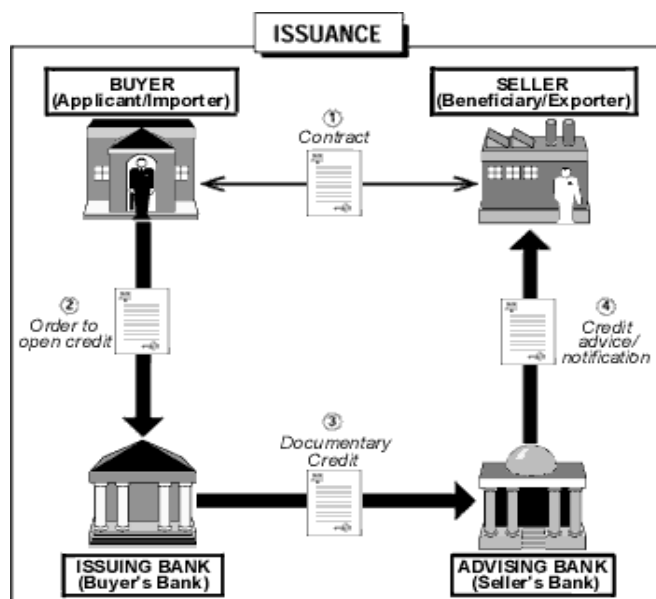 ISSUANCE
BUYER
(Applicant/Importer)
SELLER
(Beneficiary/Exporter)
①
Contract
②
Order to
open credit
④
Credit
advice/
notification
③
Documentary
Credit
ISSUING BANK
(Buyer's Bank)
ADVISING BANK
(Seller's Bank)